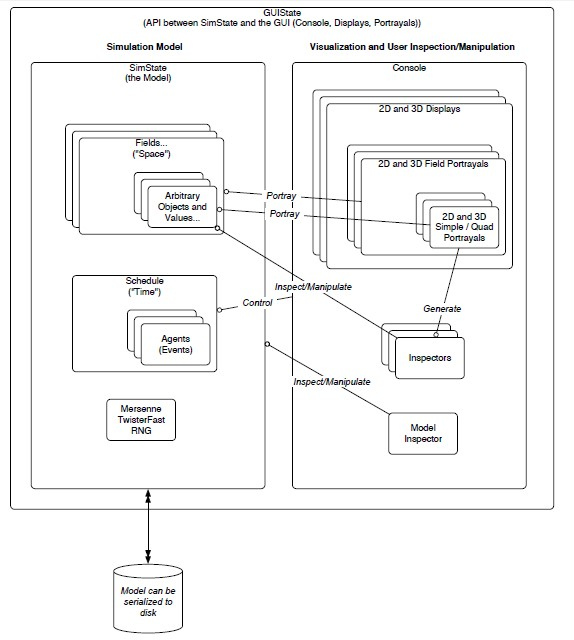 GUIState
(API between SimState and the GUI (Console, Displays, Portrayals))
Simulation Model
Visualization and User Inspection/Manipulation
SimState
(the Model)
Console
2D and 3D Displays
Fields...
("Space")
2D and 3D Field Portrayals
Arbitrary
Objects and
Values...
Portray
Portray
2D and 3D
Simple / Quad
Portrayals
Schedule
("Time")
Inspect/Manipulate
Control
Generate
Agents
(Events)
Inspectors
Inspect/Manipulate
Mersenne
TwisterFast
RNG
Model
Inspector
Model can be
serialized to
disk